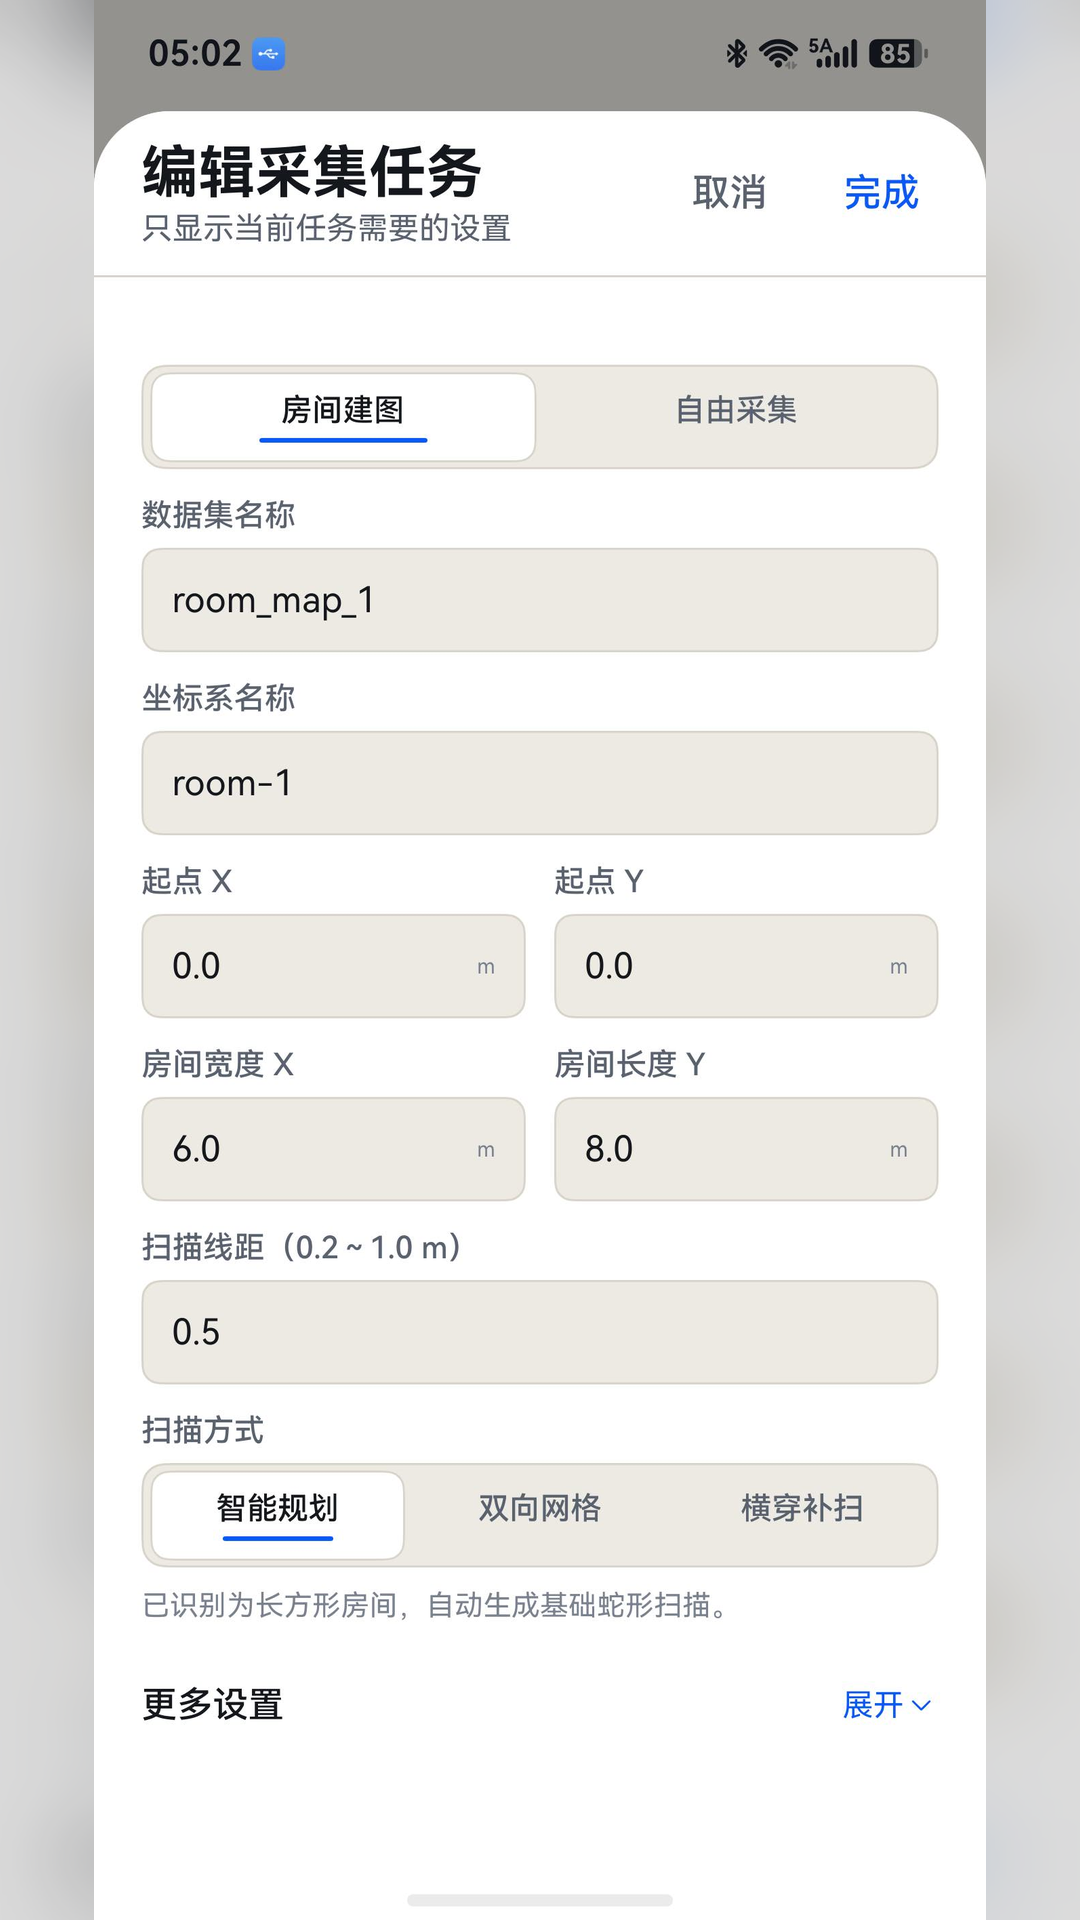 05:02
5A
85
编辑采集任务
只显示当前任务需要的设置
取消
完成
房间建图
自由采集
数据集名称
room_map_1
坐标系名称
room-1
起点 X
起点 Y
0.0 m
0.0 m
房间宽度 X
房间长度 Y
6.0 m
8.0 m
扫描线距（0.2 ~ 1.0 m）
0.5
扫描方式
智能规划
双向网格
横穿补扫
已识别为长方形房间，自动生成基础蛇形扫描。
更多设置
展开